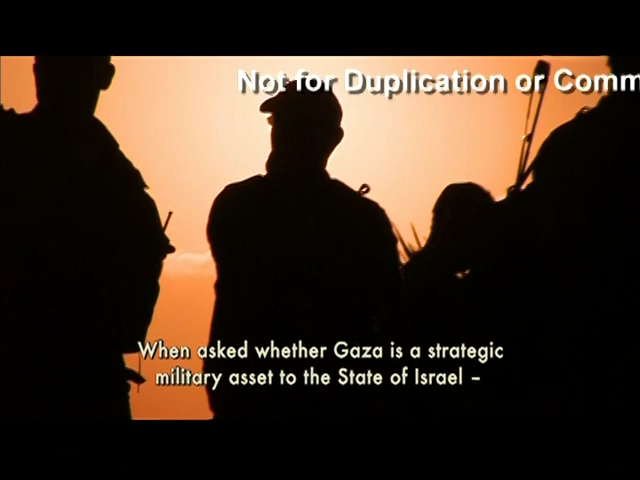 Not for Duplication or Comm
When asked whether Gaza is a strategic
military asset to the State of Israel –